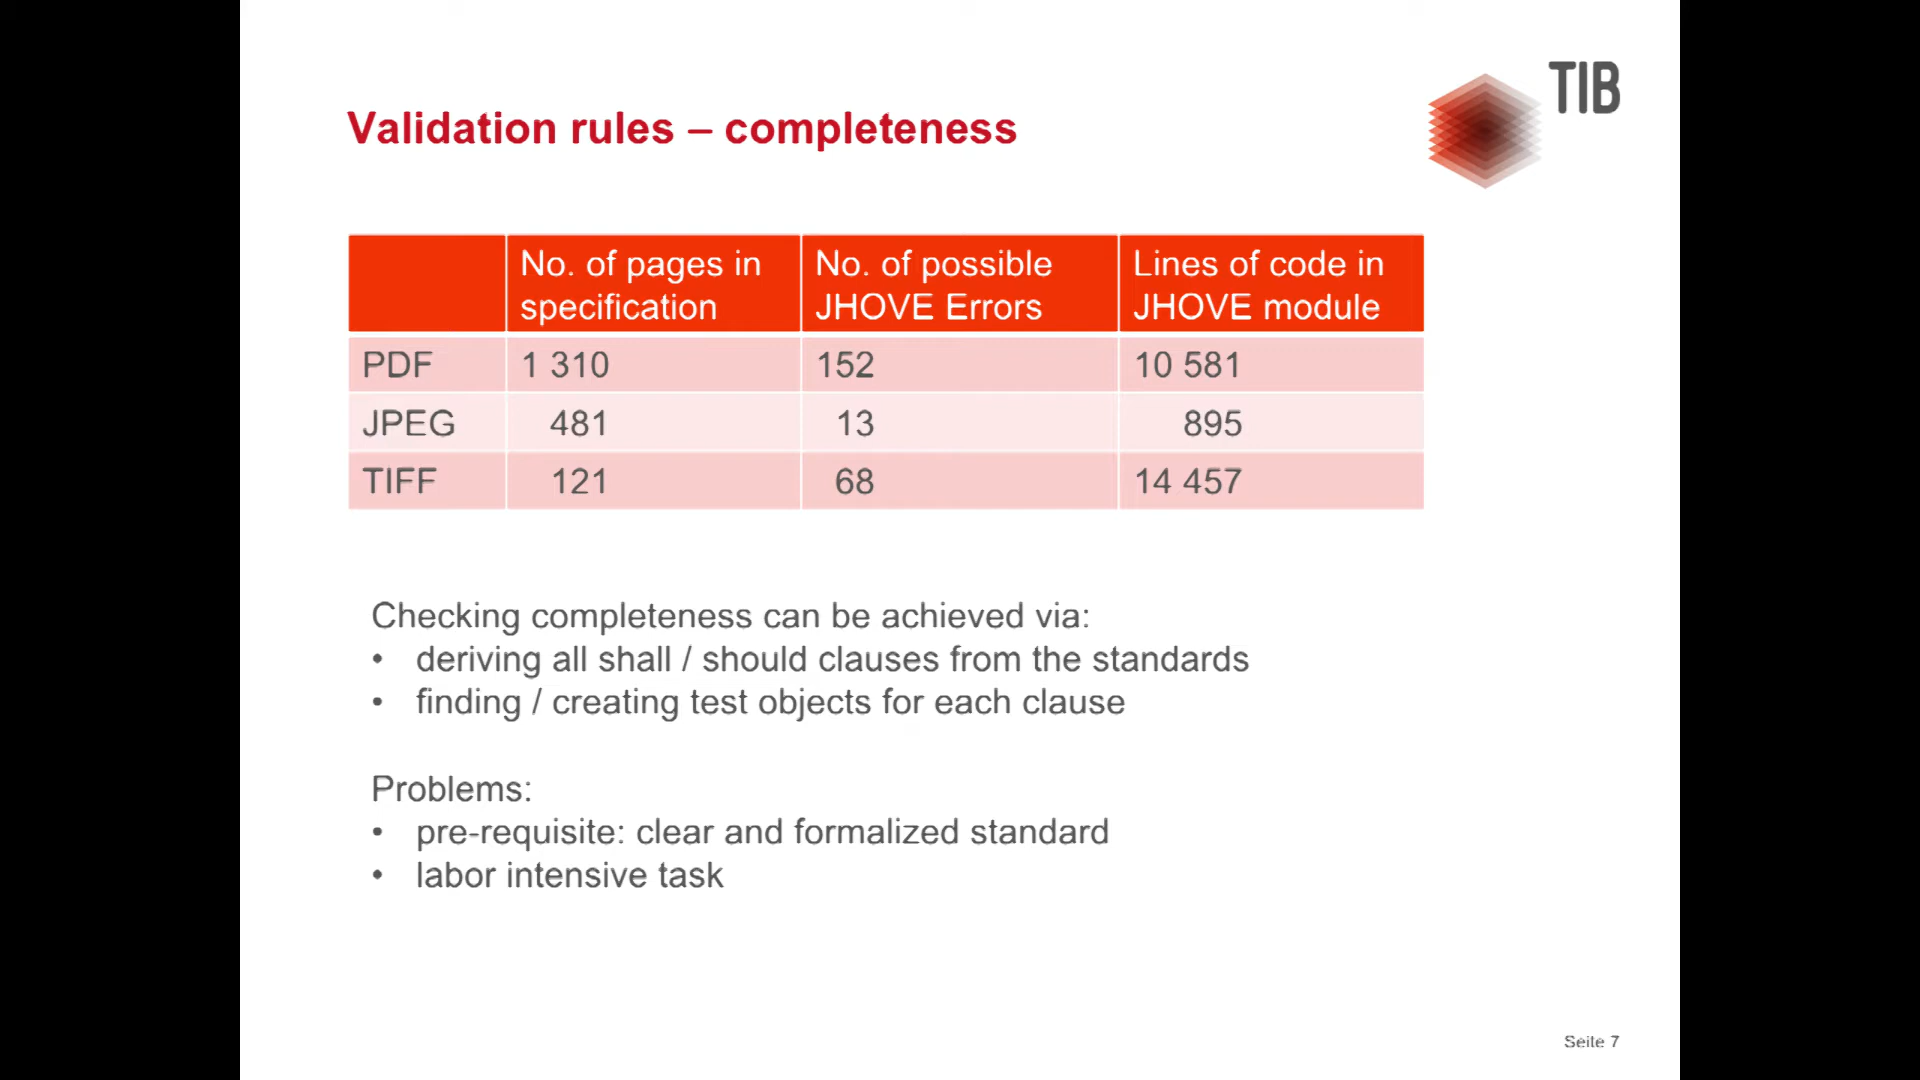 TIB
Validation rules – completeness
No. of pages in specification | No. of possible JHOVE Errors | Lines of code in JHOVE module
PDF | 1 310 | 152 | 10 581
JPEG | 481 | 13 | 895
TIFF | 121 | 68 | 14 457
Checking completeness can be achieved via:
• deriving all shall / should clauses from the standards
• finding / creating test objects for each clause
Problems:
• pre-requisite: clear and formalized standard
• labor intensive task
Seite 7